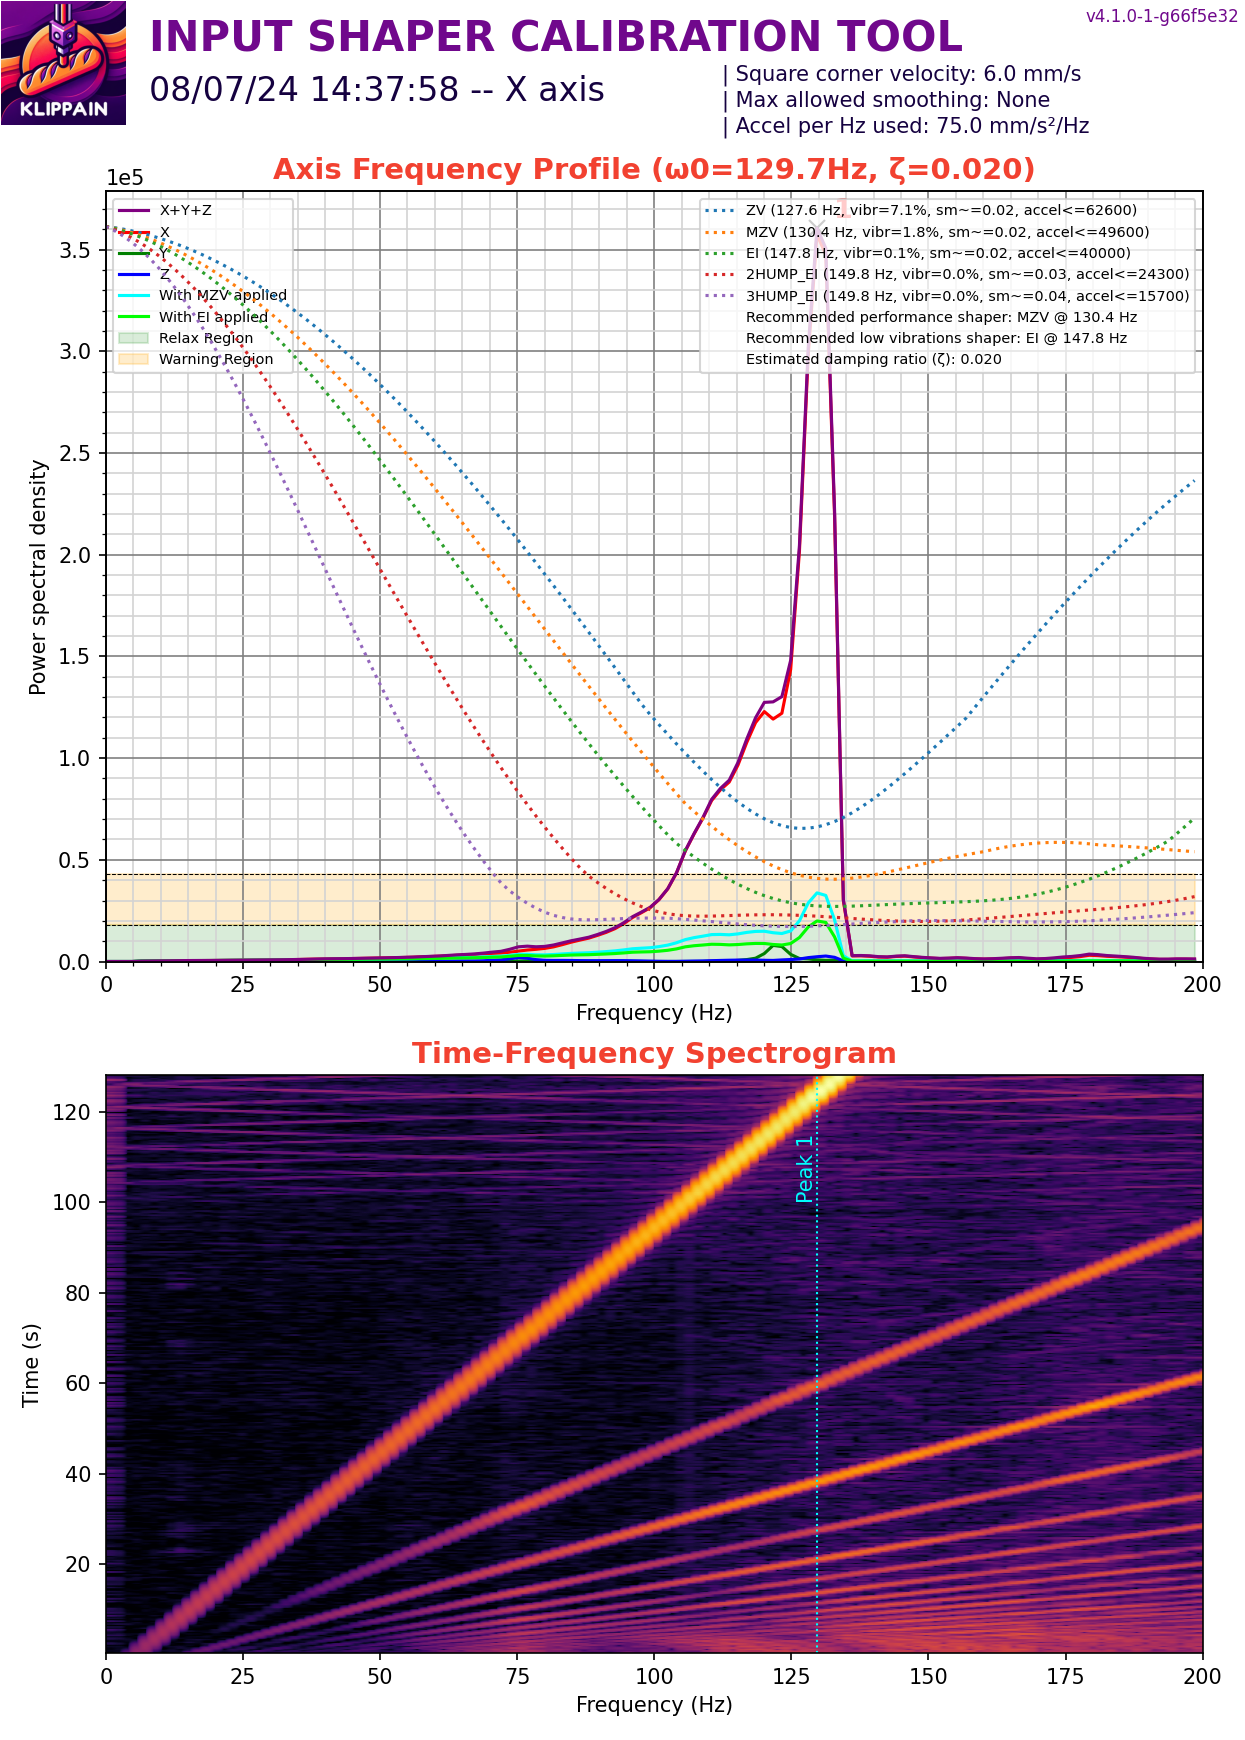 v4.1.0-1-g66f5e32
INPUT SHAPER CALIBRATION TOOL
KLIPPAIN
08/07/24 14:37:58 -- X axis
| Square corner velocity: 6.0 mm/s
| Max allowed smoothing: None
| Accel per Hz used: 75.0 mm/s²/Hz
Axis Frequency Profile (ω0=129.7Hz, ζ=0.020)
1e5
X+Y+Z
X
Y
Z
With MZV applied
With EI applied
Relax Region
Warning Region
1
ZV (127.6 Hz, vibr=7.1%, sm~=0.02, accel<=62600)
MZV (130.4 Hz, vibr=1.8%, sm~=0.02, accel<=49600)
EI (147.8 Hz, vibr=0.1%, sm~=0.02, accel<=40000)
2HUMP_EI (149.8 Hz, vibr=0.0%, sm~=0.03, accel<=24300)
3HUMP_EI (149.8 Hz, vibr=0.0%, sm~=0.04, accel<=15700)
Recommended performance shaper: MZV @ 130.4 Hz
Recommended low vibrations shaper: EI @ 147.8 Hz
Estimated damping ratio (ζ): 0.020
Power spectral density
3.5
3.0
2.5
2.0
1.5
1.0
0.5
0.0
0 25 50 75 100 125 150 175 200
Frequency (Hz)
Time-Frequency Spectrogram
Time (s)
120
100
80
60
40
20
Peak 1
0 25 50 75 100 125 150 175 200
Frequency (Hz)